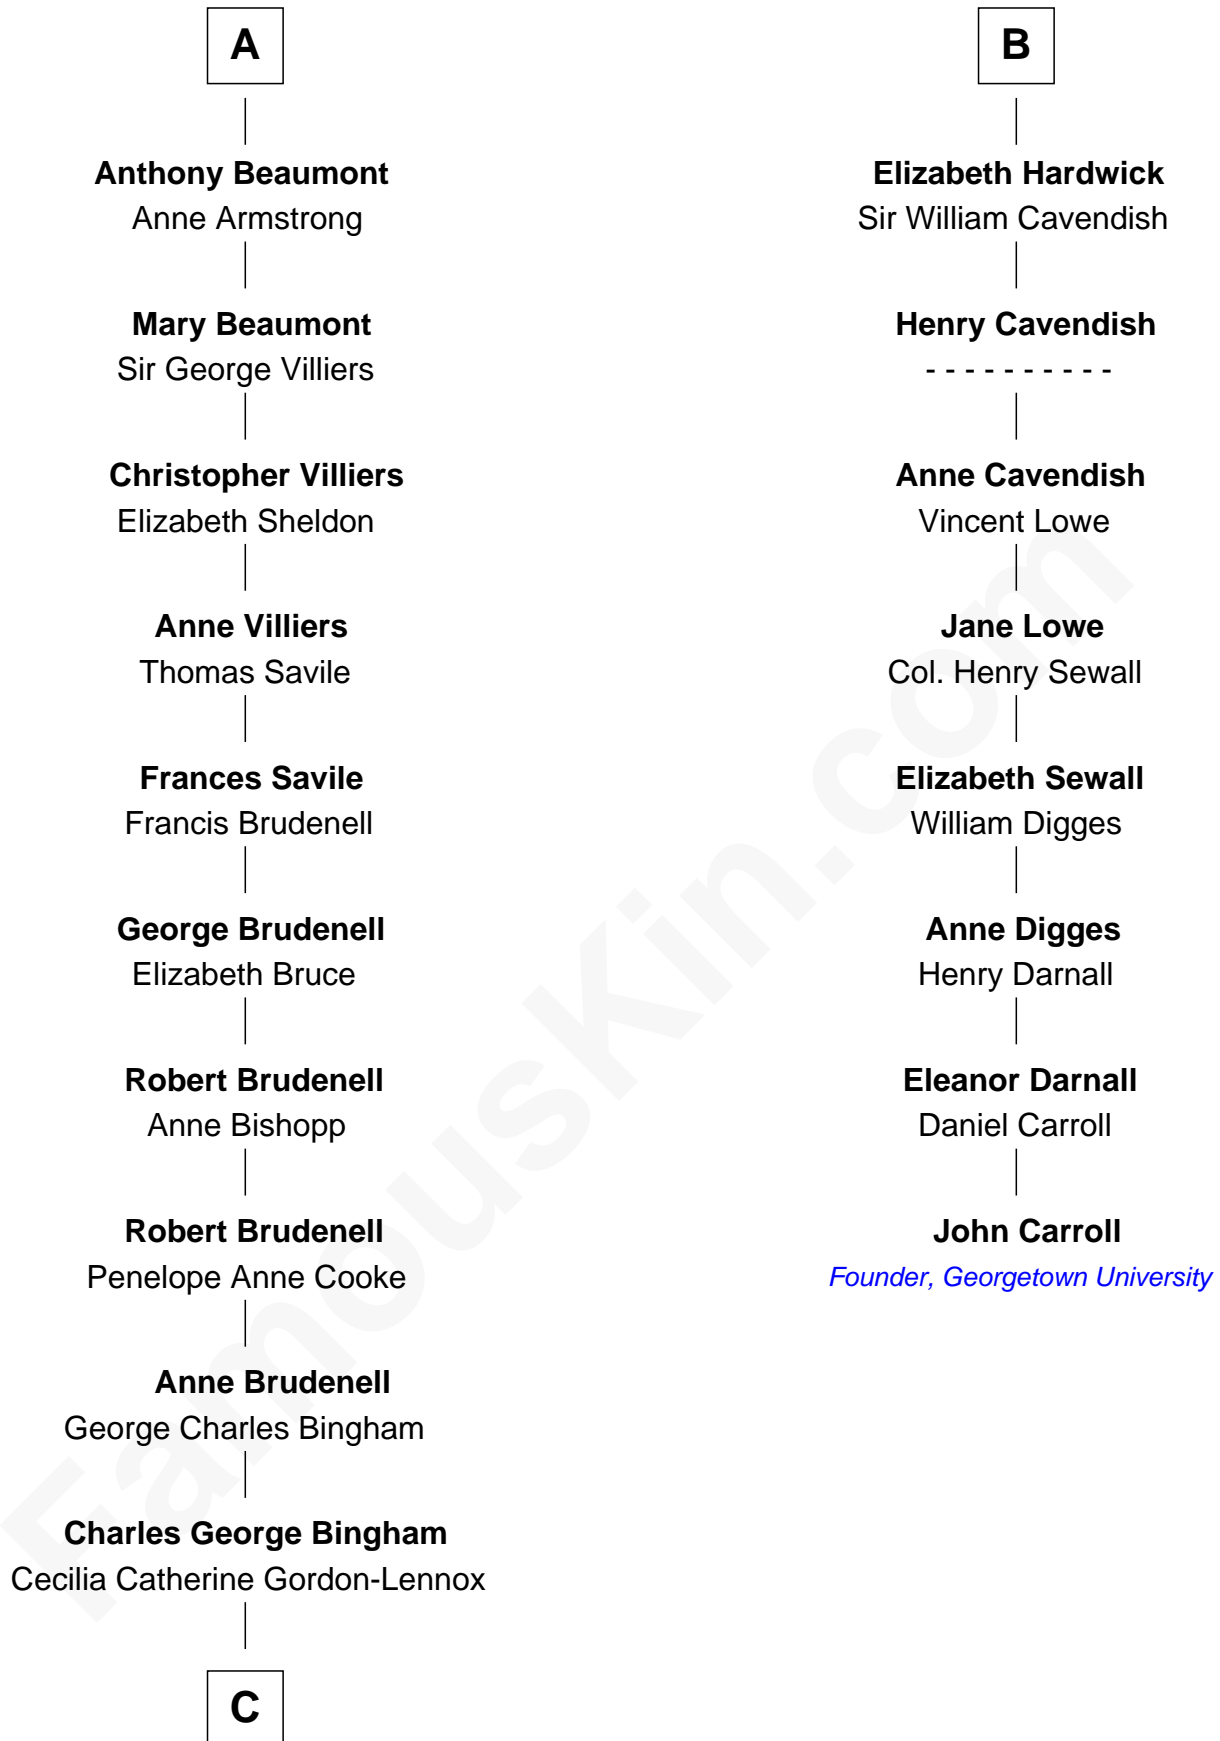 A
Anthony Beaumont
Anne Armstrong
Mary Beaumont
Sir George Villiers
Christopher Villiers
Elizabeth Sheldon
Anne Villiers
Thomas Savile
Frances Savile
Francis Brudenell
George Brudenell
Elizabeth Bruce
Robert Brudenell
Anne Bishopp
Robert Brudenell
Penelope Anne Cooke
Anne Brudenell
George Charles Bingham
Charles George Bingham
Cecilia Catherine Gordon-Lennox
C
B
Elizabeth Hardwick
Sir William Cavendish
Henry Cavendish
- - - - - - - - - -
Anne Cavendish
Vincent Lowe
Jane Lowe
Col. Henry Sewall
Elizabeth Sewall
William Digges
Anne Digges
Henry Darnall
Eleanor Darnall
Daniel Carroll
John Carroll
Founder, Georgetown University
FamousKin.com